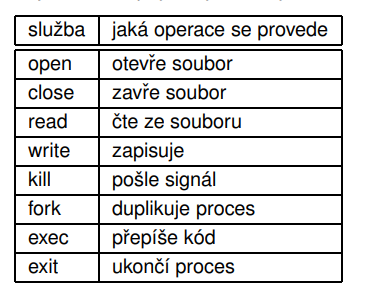 služba jaká operace se provede
open otevře soubor
close zavře soubor
read čte ze souboru
write zapisuje
kill pošle signál
fork duplikuje proces
exec přepíše kód
exit ukončí proces